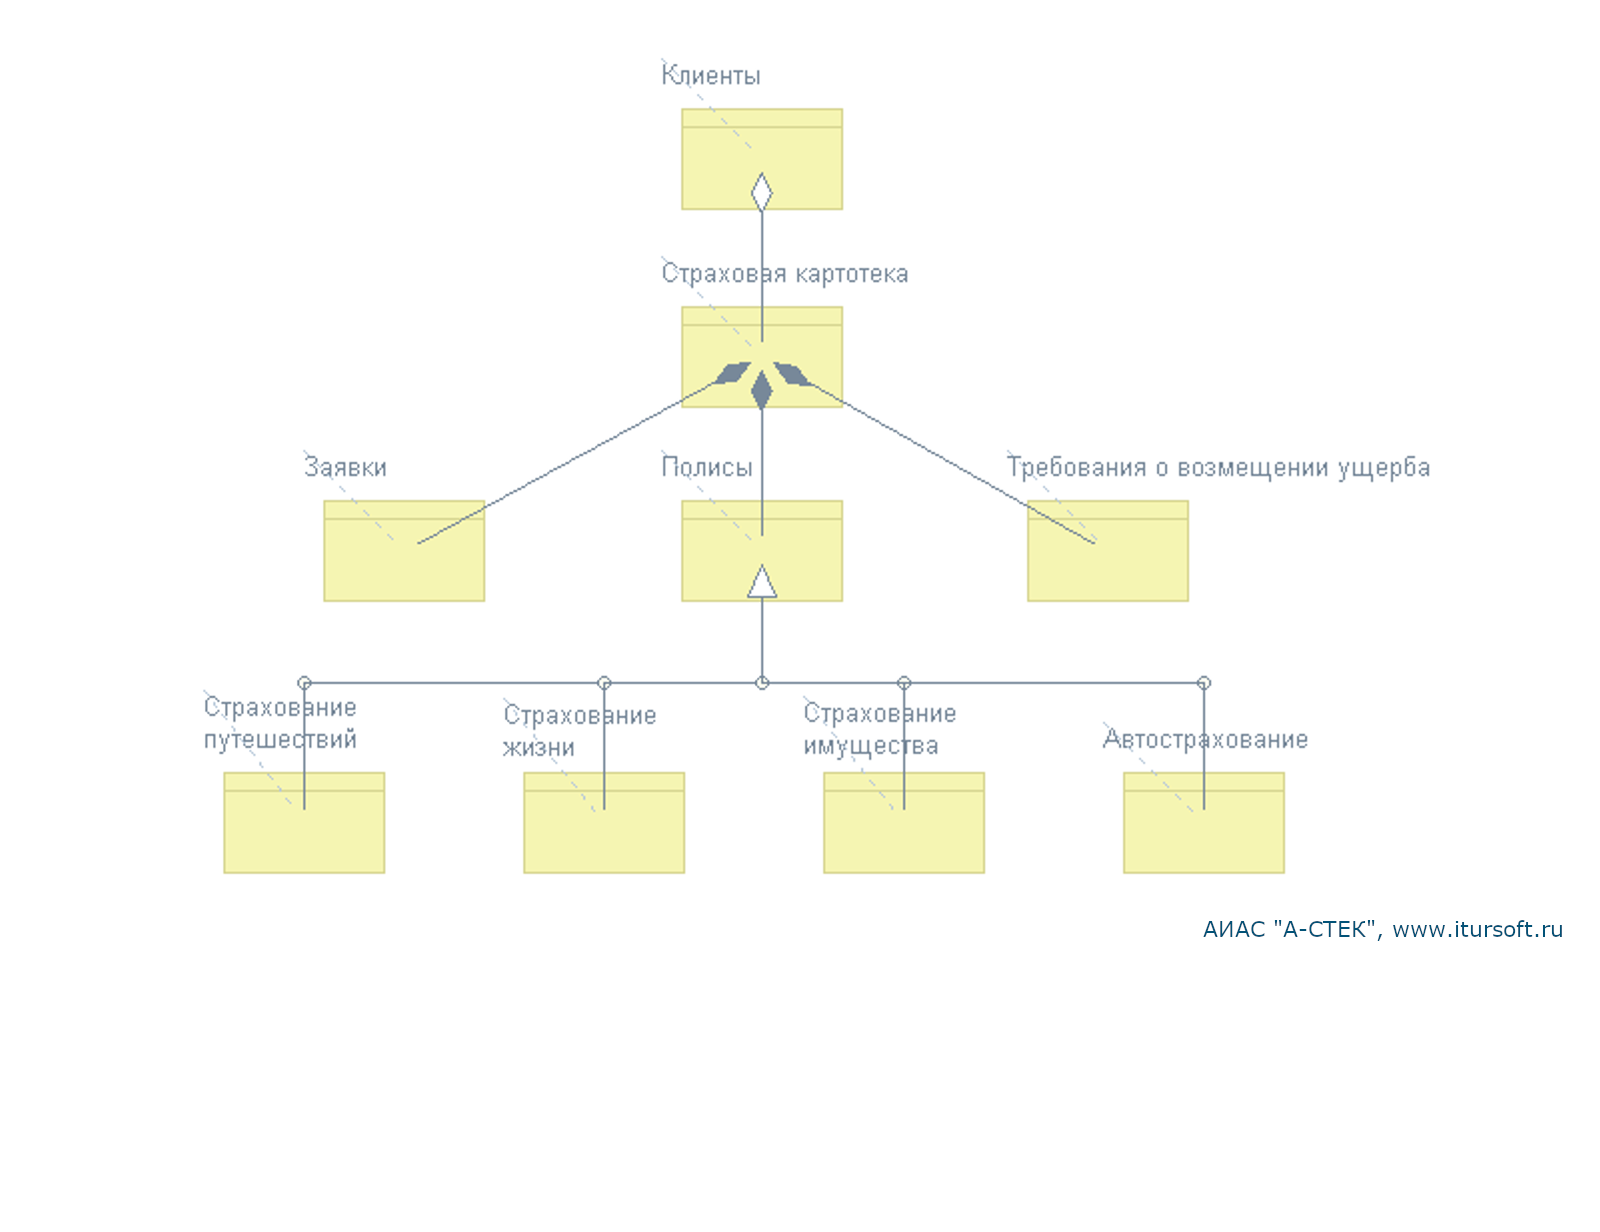 Клиенты
Страховая картотека
Заявки
Полисы
Требования о возмещении ущерба
Страхование
путешествий
Страхование
жизни
Страхование
имущества
Автострахование
АИАС "А-СТЕК", www.itursoft.ru